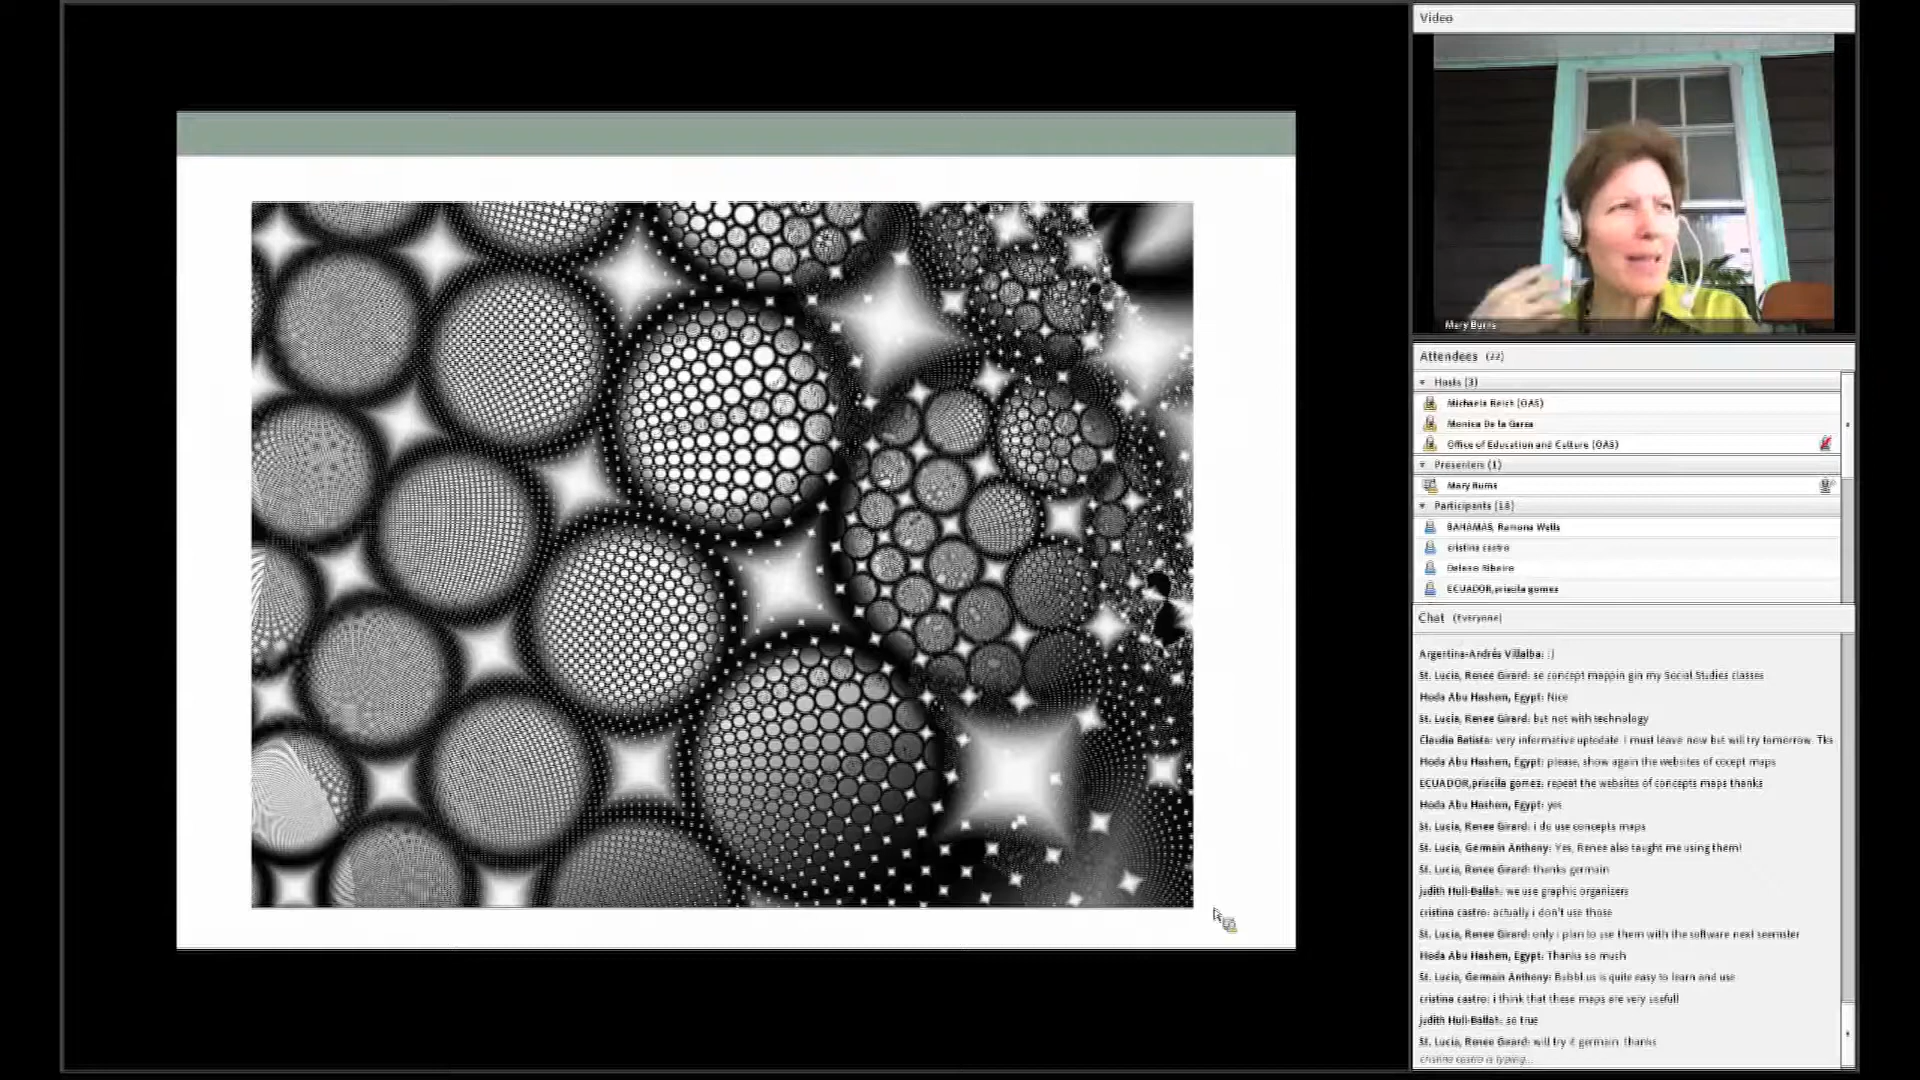 Video
Mary Burns
Attendees (22)
Hosts (3)
Michaela Reich (OAS)
Monica De la Garza
Office of Education and Culture (OAS)
Presenters (1)
Mary Burns
Participants (18)
BAHAMAS, Ramona Wells
cristina castro
Ribeiro
ECUADOR,priscila gomes
Chat (Everyone)
Argentina-Andrés Villalba: :)
St. Lucia, Renee Girard: se concept mappin gin my Social Studies classes
Hoda Abu Hashem, Egypt: Nice
St. Lucia, Renee Girard: but not with technology
Claudia Batista: very informative uptodate. I must leave now but will try tomorrow. Tks
Hoda Abu Hashem, Egypt: please, show again the websites of cocept maps
ECUADOR,priscila gomes: repeat the websites of concepts maps thanks
Hoda Abu Hashem, Egypt: yes
St. Lucia, Renee Girard: i do use concepts maps
St. Lucia, Germain Anthony: Yes, Renee also taught me using them!
St. Lucia, Renee Girard: thanks germain
judith Hull-Ballah: we use graphic organizers
cristina castro: actually i don't use those
St. Lucia, Renee Girard: only i plan to use them with the software next seemster
Hoda Abu Hashem, Egypt: Thanks so much
St. Lucia, Germain Anthony: Bubbl.us is quite easy to learn and use
cristina castro: i think that these maps are very usefull
judith Hull-Ballah: so true
St. Lucia, Renee Girard: will try it germain. thanks
cristina castro is typing...